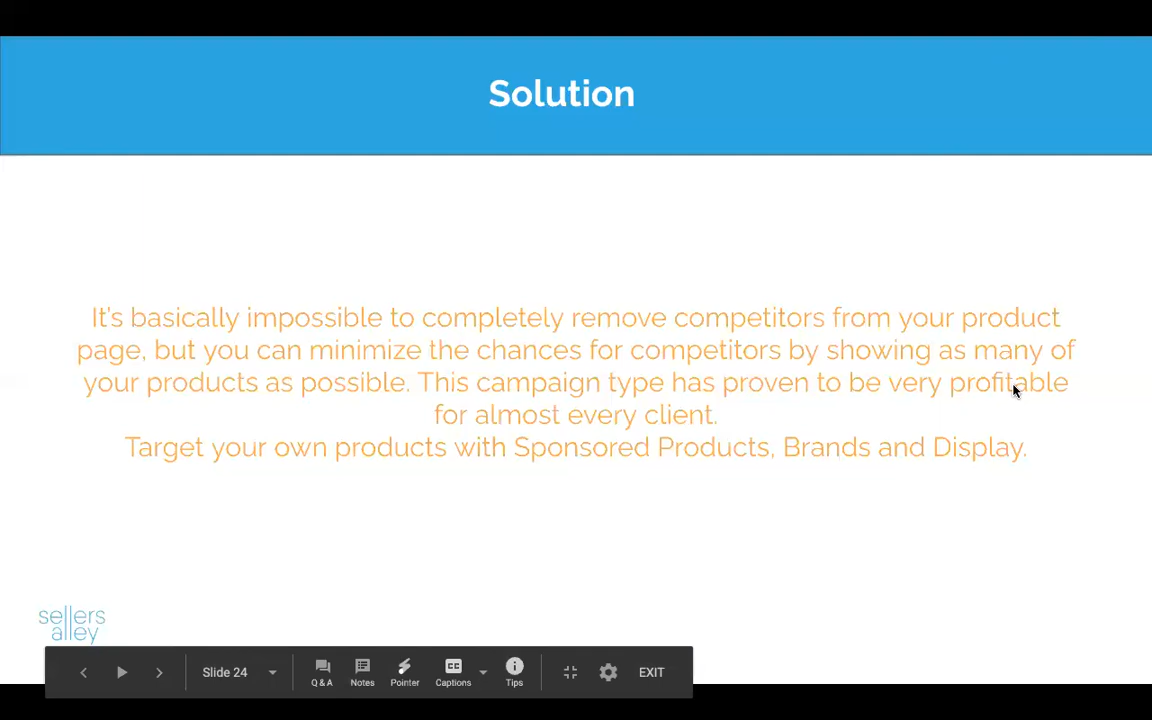 Solution
It's basically impossible to completely remove competitors from your product
page, but you can minimize the chances for competitors by showing as many of
your products as possible. This campaign type has proven to be very profitable
for almost every client.
Target your own products with Sponsored Products, Brands and Display.
sellers
alley
Slide 24
Q & A
Notes
Pointer
CC
Captions
Tips
EXIT